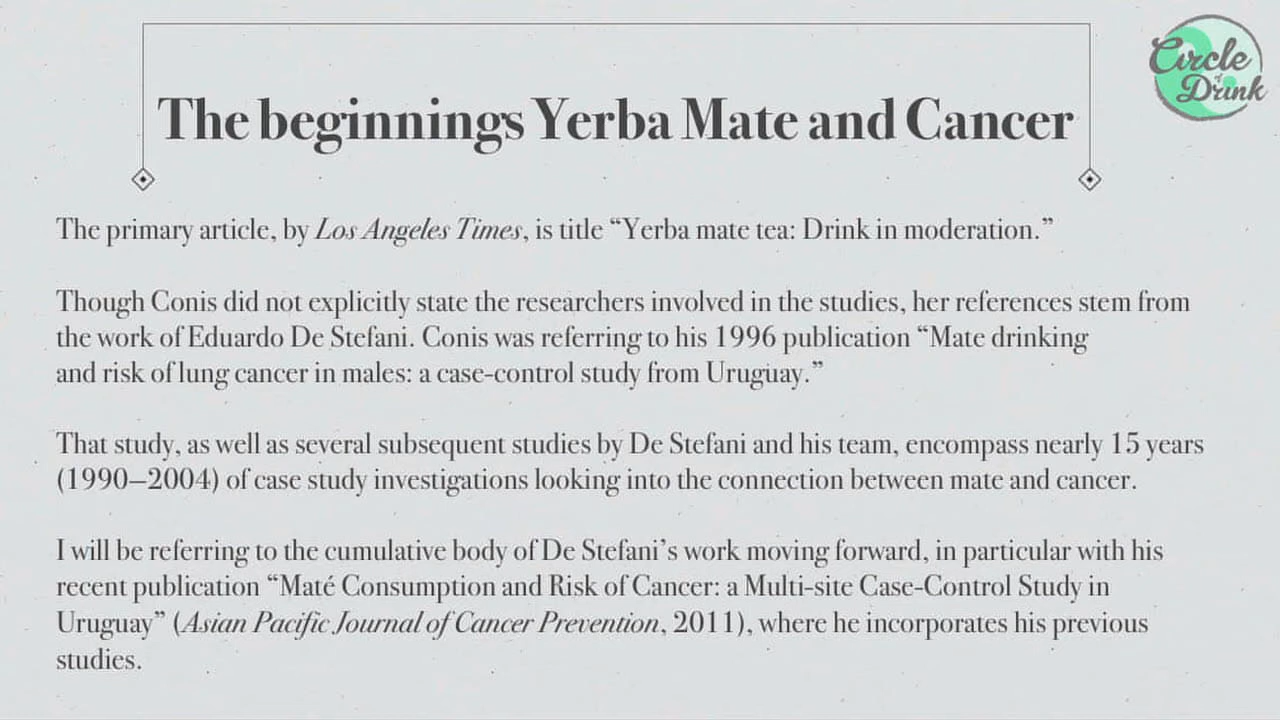 Circle
of
Drink
The beginnings Yerba Mate and Cancer
The primary article, by Los Angeles Times, is title “Yerba mate tea: Drink in moderation.”
Though Conis did not explicitly state the researchers involved in the studies, her references stem from
the work of Eduardo De Stefani. Conis was referring to his 1996 publication “Mate drinking
and risk of lung cancer in males: a case-control study from Uruguay.”
That study, as well as several subsequent studies by De Stefani and his team, encompass nearly 15 years
(1990–2004) of case study investigations looking into the connection between mate and cancer.
I will be referring to the cumulative body of De Stefani’s work moving forward, in particular with his
recent publication “Maté Consumption and Risk of Cancer: a Multi-site Case-Control Study in
Uruguay” (Asian Pacific Journal of Cancer Prevention, 2011), where he incorporates his previous
studies.